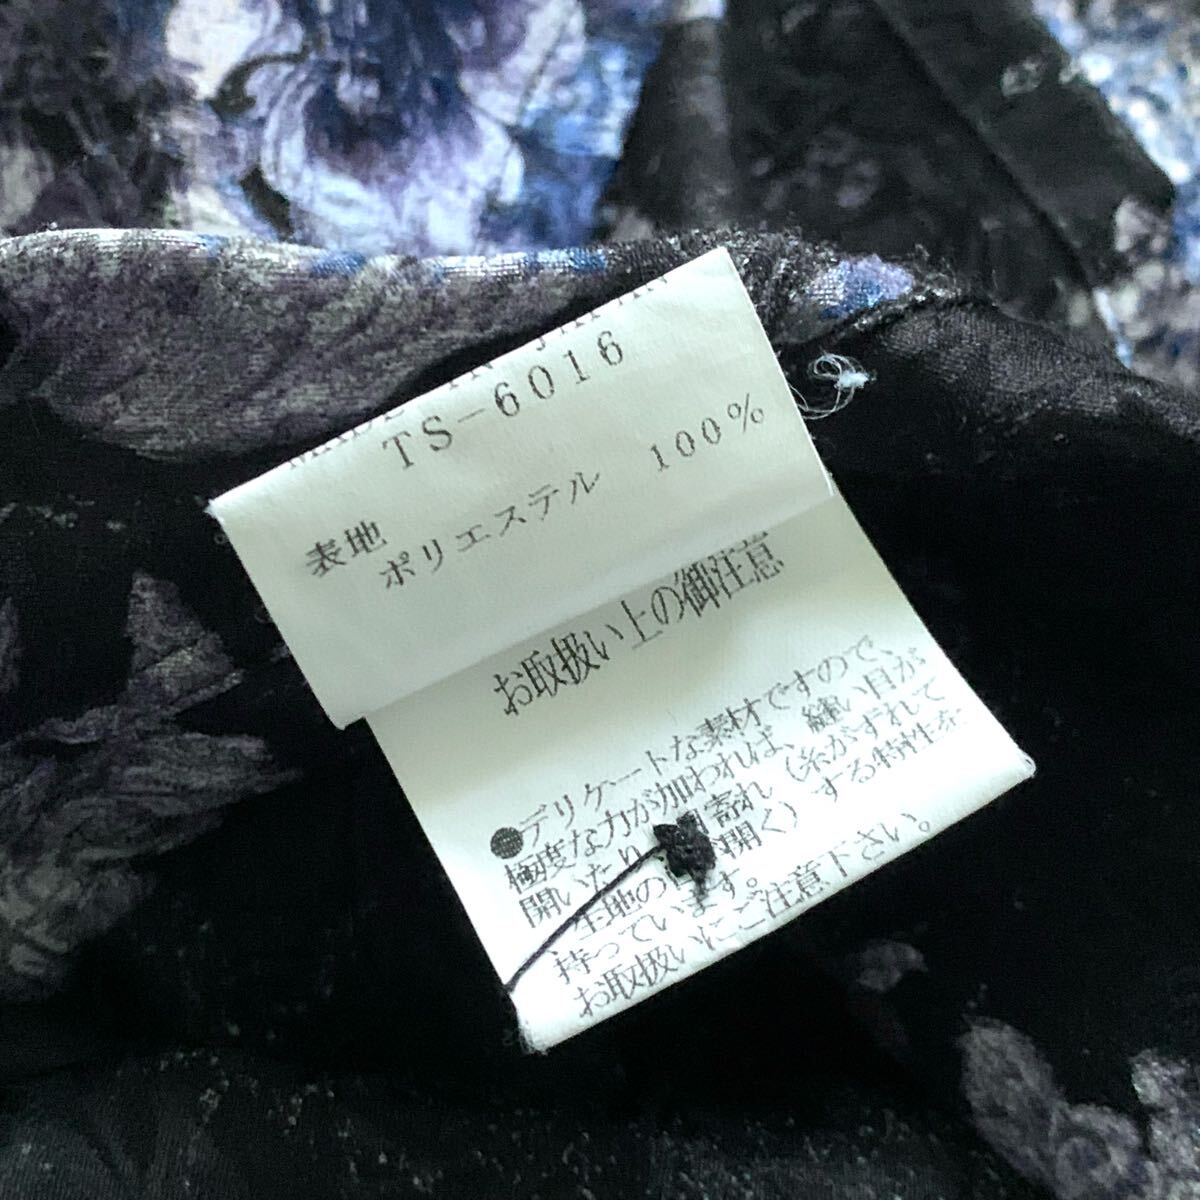 MADE IN JAPAN
TS-6016
表地
ポリエステル 100%
お取扱い上の御注意
●デリケートな素材ですので、
極度な力が加われば、縫い目が
開いたり 寄れ（糸がずれて
生地の 開く）する特性を
持っています。
お取扱いにご注意下さい。